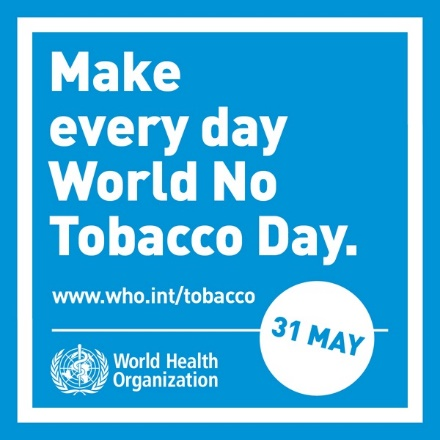 Make
every day
World No
Tobacco Day.
www.who.int/tobacco
31 MAY
World Health
Organization